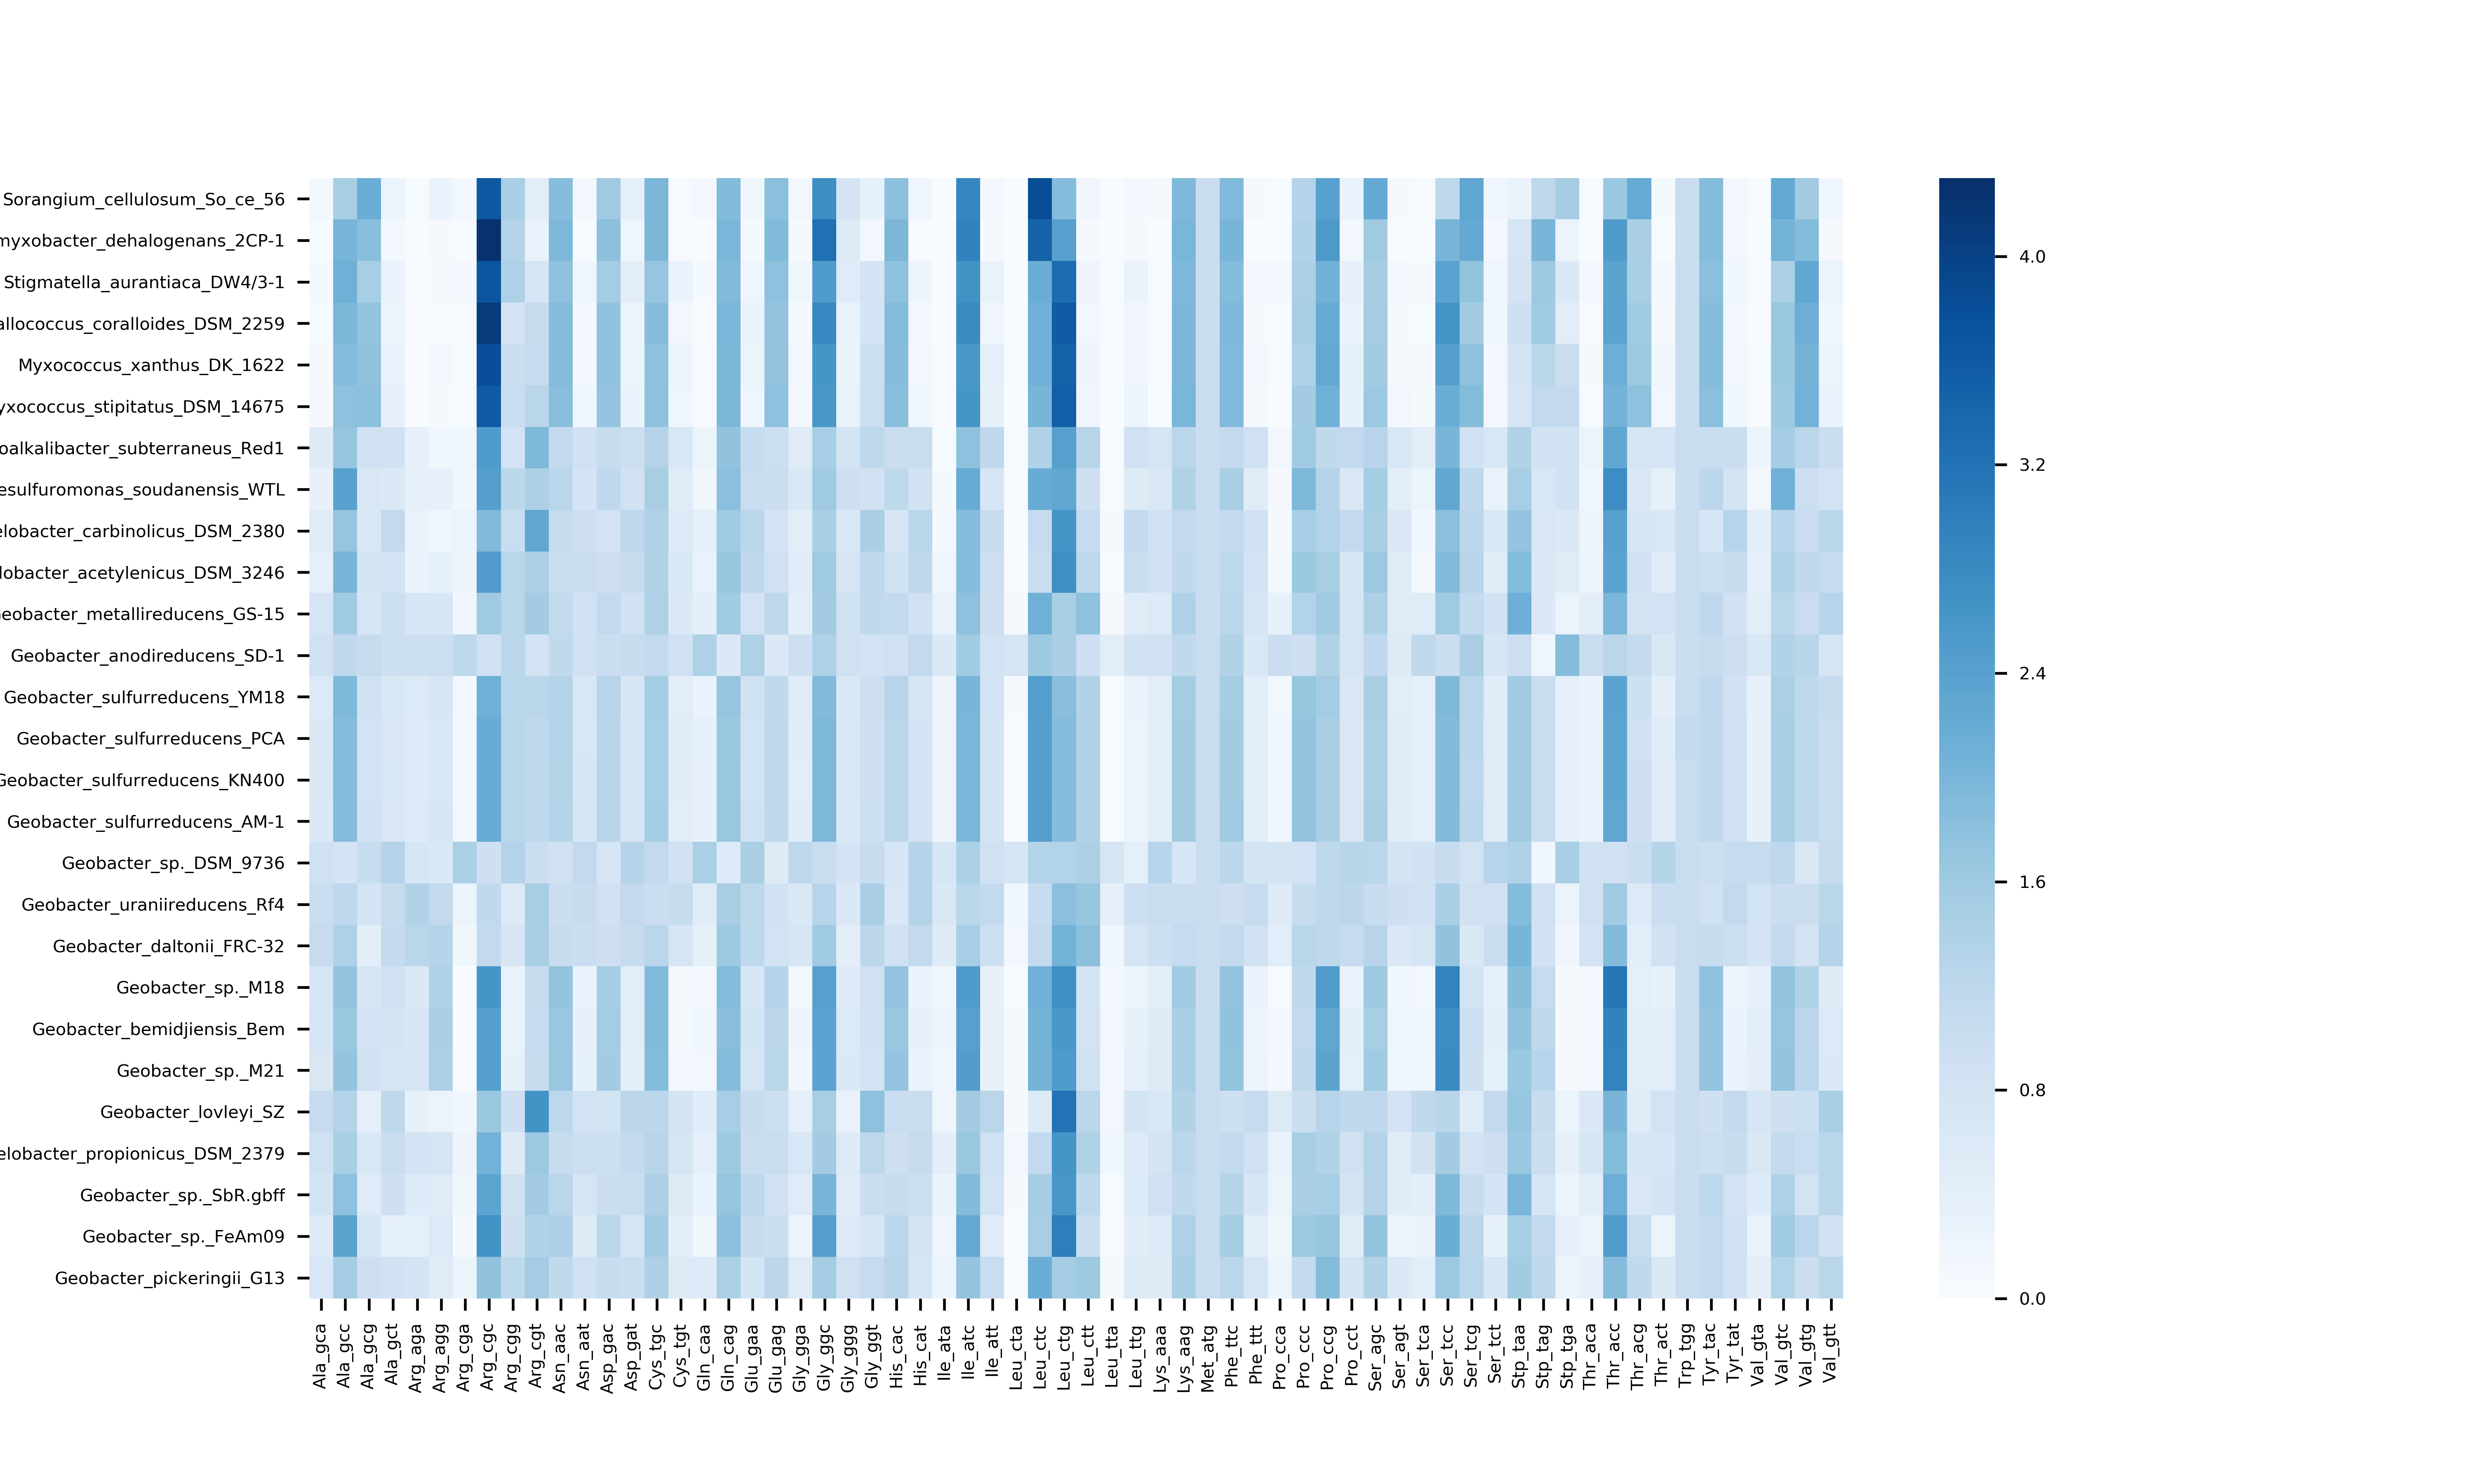 Sorangium_cellulosum_So_ce_56
myxobacter_dehalogenans_2CP-1
Stigmatella_aurantiaca_DW4/3-1
allococcus_coralloides_DSM_2259
Myxococcus_xanthus_DK_1622
yxococcus_stipitatus_DSM_14675
oalkalibacter_subterraneus_Red1
esulfuromonas_soudanensis_WTL
elobacter_carbinolicus_DSM_2380
lobacter_acetylenicus_DSM_3246
eobacter_metallireducens_GS-15
Geobacter_anodireducens_SD-1
Geobacter_sulfurreducens_YM18
Geobacter_sulfurreducens_PCA
Geobacter_sulfurreducens_KN400
Geobacter_sulfurreducens_AM-1
Geobacter_sp._DSM_9736
Geobacter_uraniireducens_Rf4
Geobacter_daltonii_FRC-32
Geobacter_sp._M18
Geobacter_bemidjiensis_Bem
Geobacter_sp._M21
Geobacter_lovleyi_SZ
elobacter_propionicus_DSM_2379
Geobacter_sp._SbR.gbff
Geobacter_sp._FeAm09
Geobacter_pickeringii_G13
Ala_gca
Ala_gcc
Ala_gcg
Ala_gct
Arg_aga
Arg_agg
Arg_cga
Arg_cgc
Arg_cgg
Arg_cgt
Asn_aac
Asn_aat
Asp_gac
Asp_gat
Cys_tgc
Cys_tgt
Gln_caa
Gln_cag
Glu_gaa
Glu_gag
Gly_gga
Gly_ggc
Gly_ggg
Gly_ggt
His_cac
His_cat
Ile_ata
Ile_atc
Ile_att
Leu_cta
Leu_ctc
Leu_ctg
Leu_ctt
Leu_tta
Leu_ttg
Lys_aaa
Lys_aag
Met_atg
Phe_ttc
Phe_ttt
Pro_cca
Pro_ccc
Pro_ccg
Pro_cct
Ser_agc
Ser_agt
Ser_tca
Ser_tcc
Ser_tcg
Ser_tct
Stp_taa
Stp_tag
Stp_tga
Thr_aca
Thr_acc
Thr_acg
Thr_act
Trp_tgg
Tyr_tac
Tyr_tat
Val_gta
Val_gtc
Val_gtg
Val_gtt
4.0
3.2
2.4
1.6
0.8
0.0